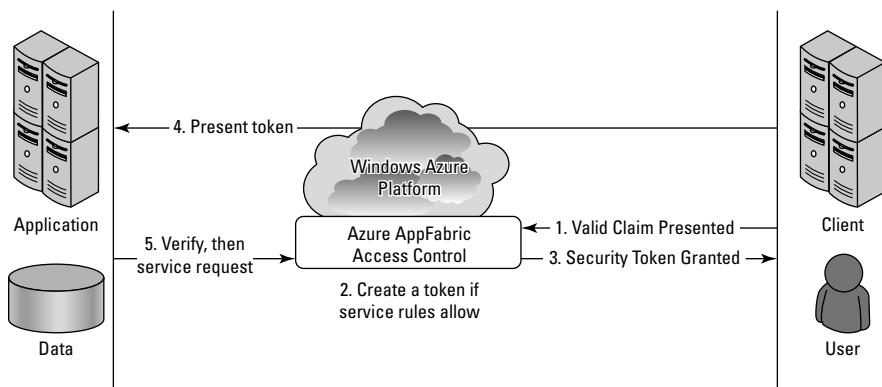 4. Present token
Windows Azure
Platform
Application
Client
1. Valid Claim Presented
Azure AppFabric
Access Control
5. Verify, then
service request
3. Security Token Granted
2. Create a token if
service rules allow
Data
User